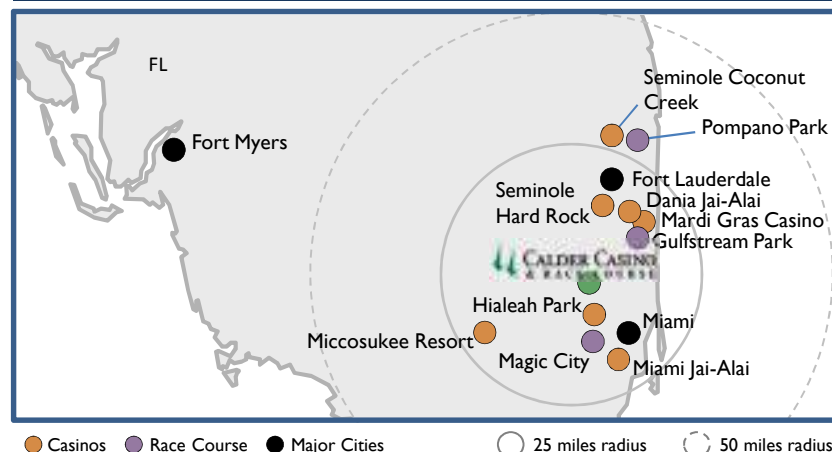 FL
Seminole Coconut
Creek
Pompano Park
Fort Myers
Fort Lauderdale
Seminole
Hard Rock
Dania Jai-Alai
Mardi Gras Casino
Gulfstream Park
CALDER CASINO
& RACE COURSE
Hialeah Park
Miami
Miccosukee Resort
Magic City
Miami Jai-Alai
Casinos Race Course Major Cities 25 miles radius 50 miles radius